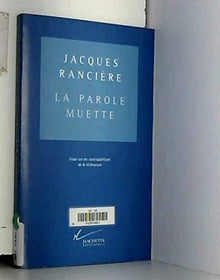 JACQUES
RANCIÈRE
LA PAROLE
MUETTE
Essai sur les contradictions
de la littérature
HACHETTE